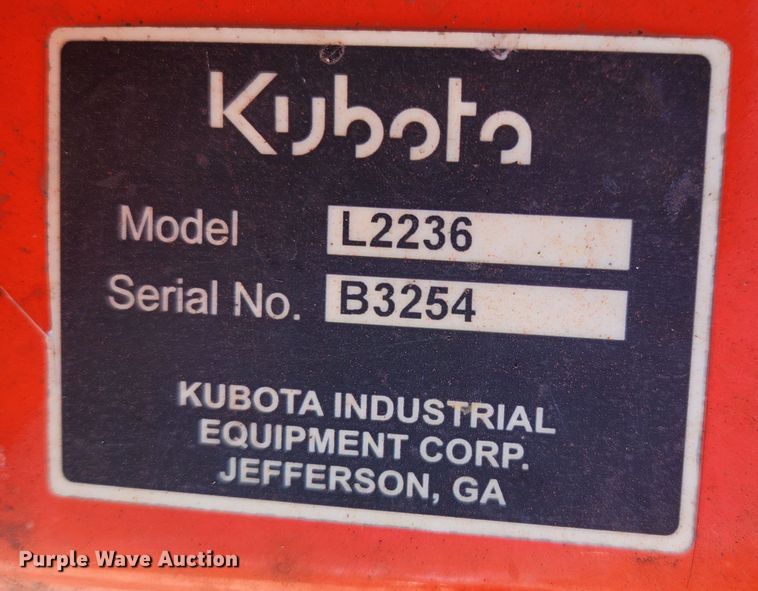 Kubota
Model L2236
Serial No. B3254
KUBOTA INDUSTRIAL
EQUIPMENT CORP.
JEFFERSON, GA
Purple Wave Auction